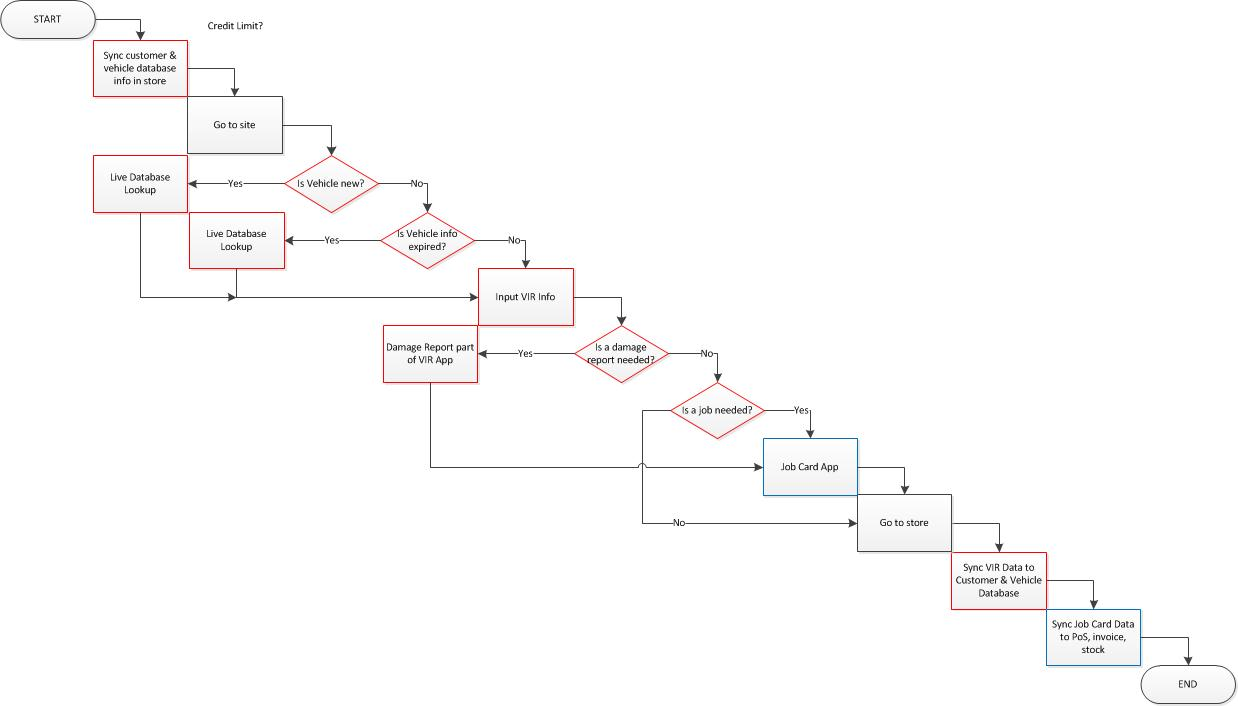 START
Credit Limit?
Sync customer &
vehicle database
info in store
Go to site
Live Database
Lookup
Yes
Is Vehicle new?
No
Live Database
Lookup
Yes
Is Vehicle info
expired?
No
Input VIR Info
Damage Report part
of VIR App
Yes
Is a damage
report needed?
No
Is a job needed?
Yes
Job Card App
No
Go to store
Sync VIR Data to
Customer & Vehicle
Database
Sync Job Card Data
to PoS, invoice,
stock
END